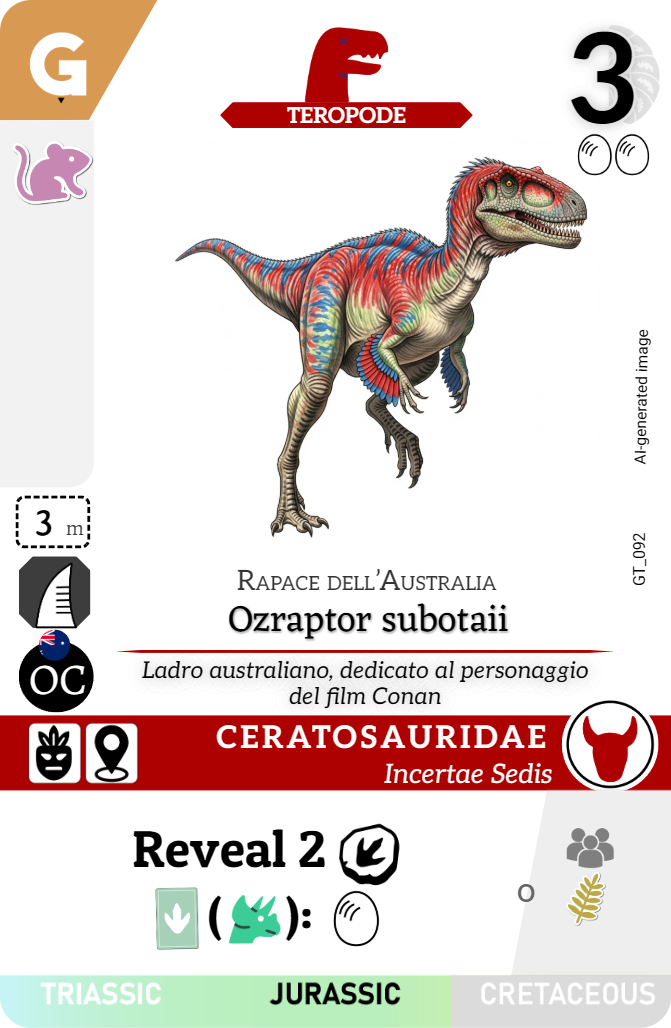 G
TEROPODE
3
AI-generated image
GT_092
3 m
OC
Rapace dell'Australia
Ozraptor subotaii
Ladro australiano, dedicato al personaggio
del film Conan
CERATOSAURIDAE
Incertae Sedis
Reveal 2
( ):
o
TRIASSIC JURASSIC CRETACEOUS